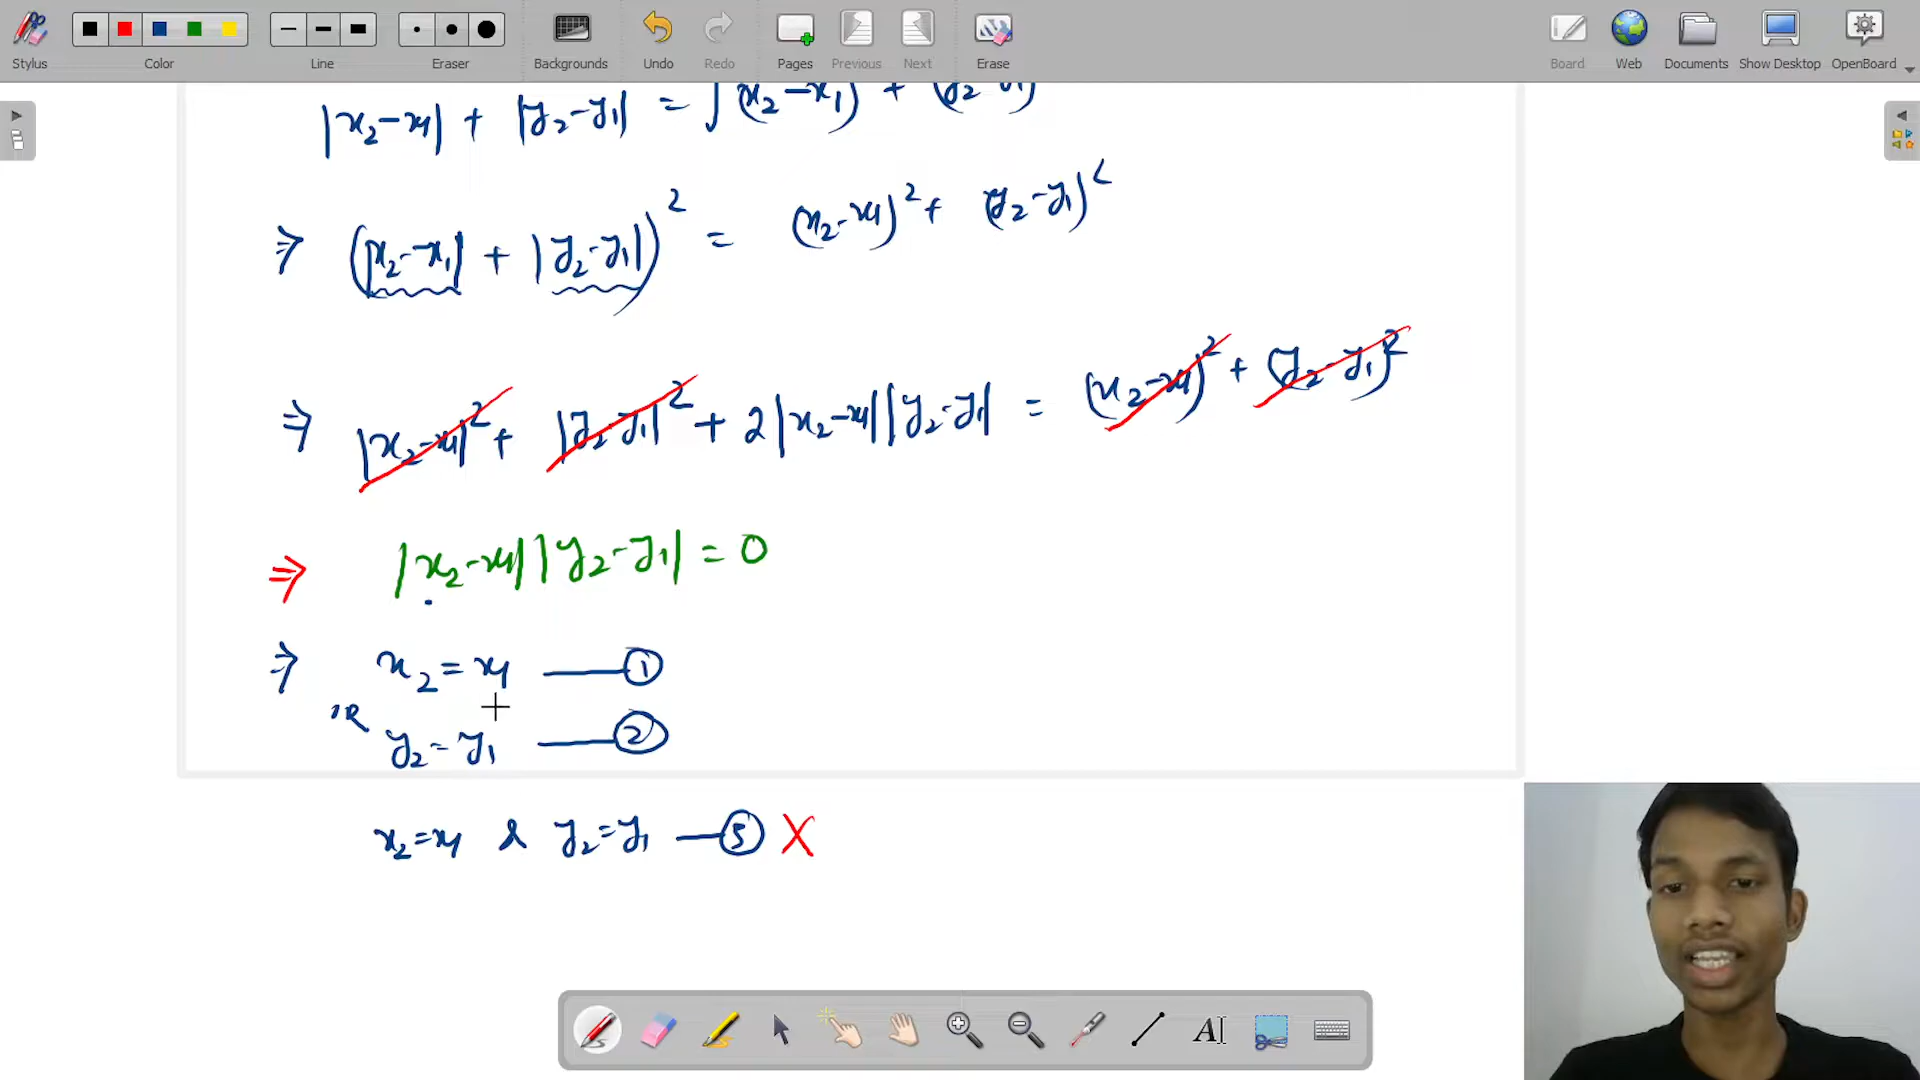 Stylus Color Line Eraser Backgrounds Undo Redo Pages Previous Next Erase Board Web Documents Show Desktop OpenBoard
|x₂-x₁| + |y₂-y₁| = √(x₂-x₁) + (y₂-y₁)
⇒ (|x₂-x₁| + |y₂-y₁|)² = (x₂-x₁)² + (y₂-y₁)²
⇒ |x₂-x₁|² + |y₂-y₁|² + 2|x₂-x₁||y₂-y₁| = (x₂-x₁)² + (y₂-y₁)²
⇒ |x₂-x₁||y₂-y₁| = 0
⇒ x₂ = x₁ — ①
OR
y₂ = y₁ — ②
x₂=x₁ & y₂=y₁ — ③ X